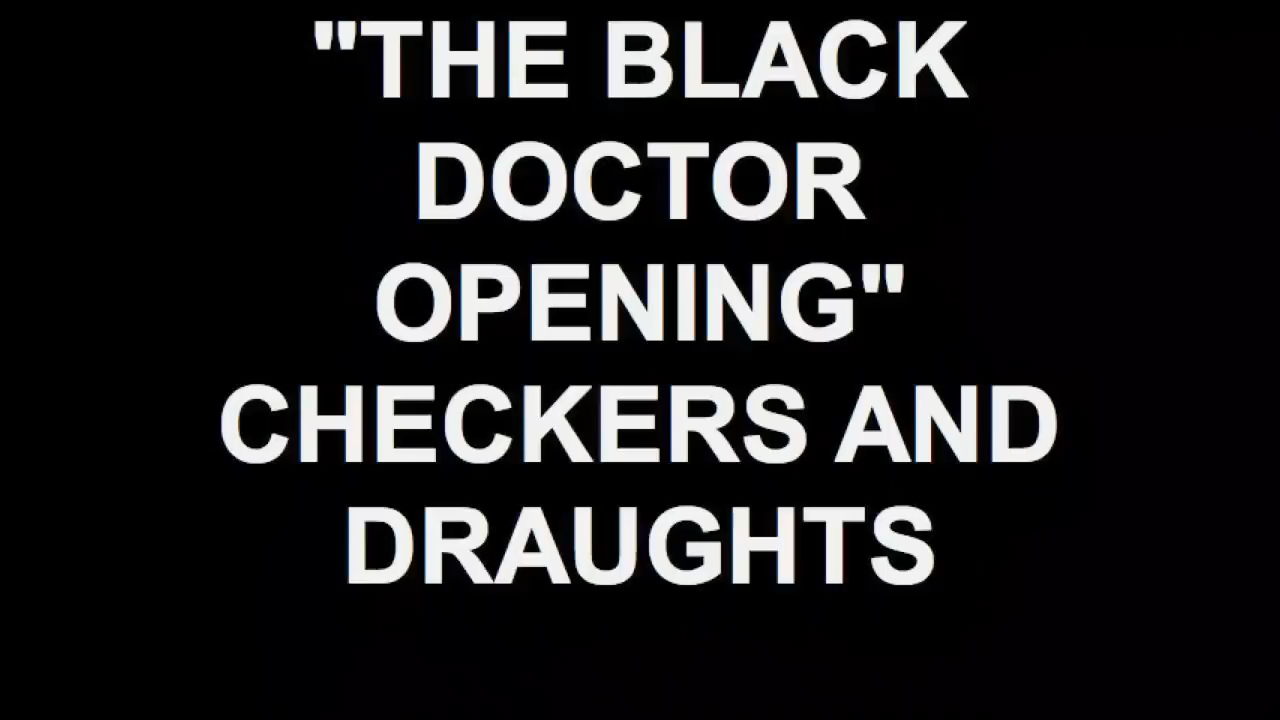 "THE BLACK
DOCTOR
OPENING"
CHECKERS AND
DRAUGHTS